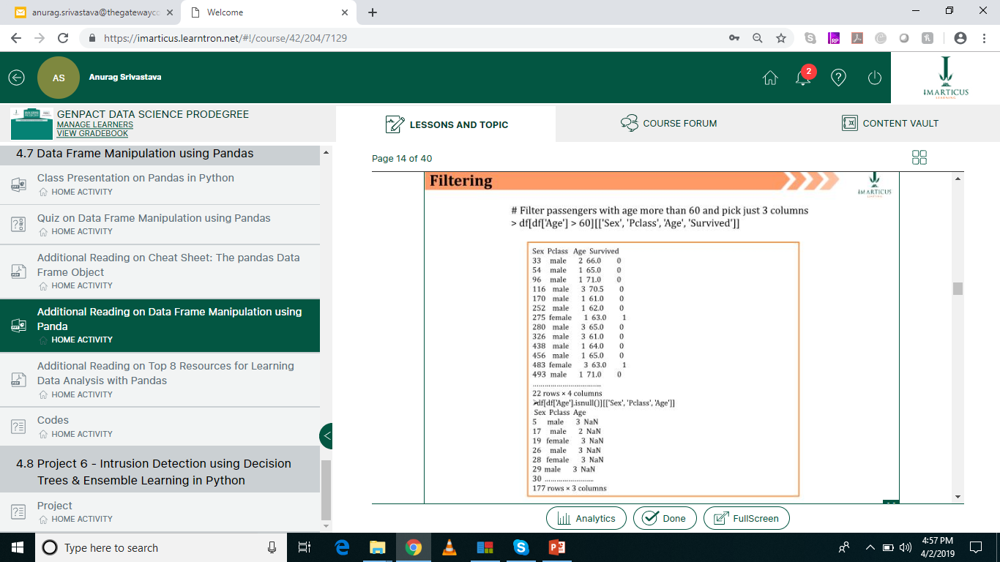 anurag.srivastava@thegatewayco
Welcome
https://imarticus.learntron.net/#!/course/42/204/7129
AS
Anurag Srivastava
2
IMARTICUS
LEARNING
GENPACT DATA SCIENCE PRODEGREE
MANAGE LEARNERS
VIEW GRADEBOOK
LESSONS AND TOPIC
COURSE FORUM
CONTENT VAULT
4.7 Data Frame Manipulation using Pandas
Class Presentation on Pandas in Python
HOME ACTIVITY
Quiz on Data Frame Manipulation using Pandas
HOME ACTIVITY
Additional Reading on Cheat Sheet: The pandas Data
Frame Object
HOME ACTIVITY
Additional Reading on Data Frame Manipulation using
Panda
HOME ACTIVITY
Additional Reading on Top 8 Resources for Learning
Data Analysis with Pandas
HOME ACTIVITY
Codes
HOME ACTIVITY
4.8 Project 6 - Intrusion Detection using Decision
Trees & Ensemble Learning in Python
Project
HOME ACTIVITY
Page 14 of 40
Filtering
IMARTICUS
# Filter passengers with age more than 60 and pick just 3 columns
> df[df['Age'] > 60][['Sex', 'Pclass', 'Age', 'Survived']]
Sex Pclass Age Survived
33 male 2 66.0 0
54 male 1 65.0 0
96 male 1 71.0 0
116 male 3 70.5 0
170 male 1 61.0 0
252 male 1 62.0 0
275 female 1 63.0 1
280 male 3 65.0 0
326 male 3 61.0 0
438 male 1 64.0 0
456 male 1 65.0 0
483 female 3 63.0 1
493 male 1 71.0 0
....................................
22 rows × 4 columns
➢df[df['Age'].isnull()][['Sex', 'Pclass', 'Age']]
Sex Pclass Age
5 male 3 NaN
17 male 2 NaN
19 female 3 NaN
26 male 3 NaN
28 female 3 NaN
29 male 3 NaN
30 ..........................
177 rows × 3 columns
Analytics
Done
FullScreen
Type here to search
4:57 PM
4/2/2019